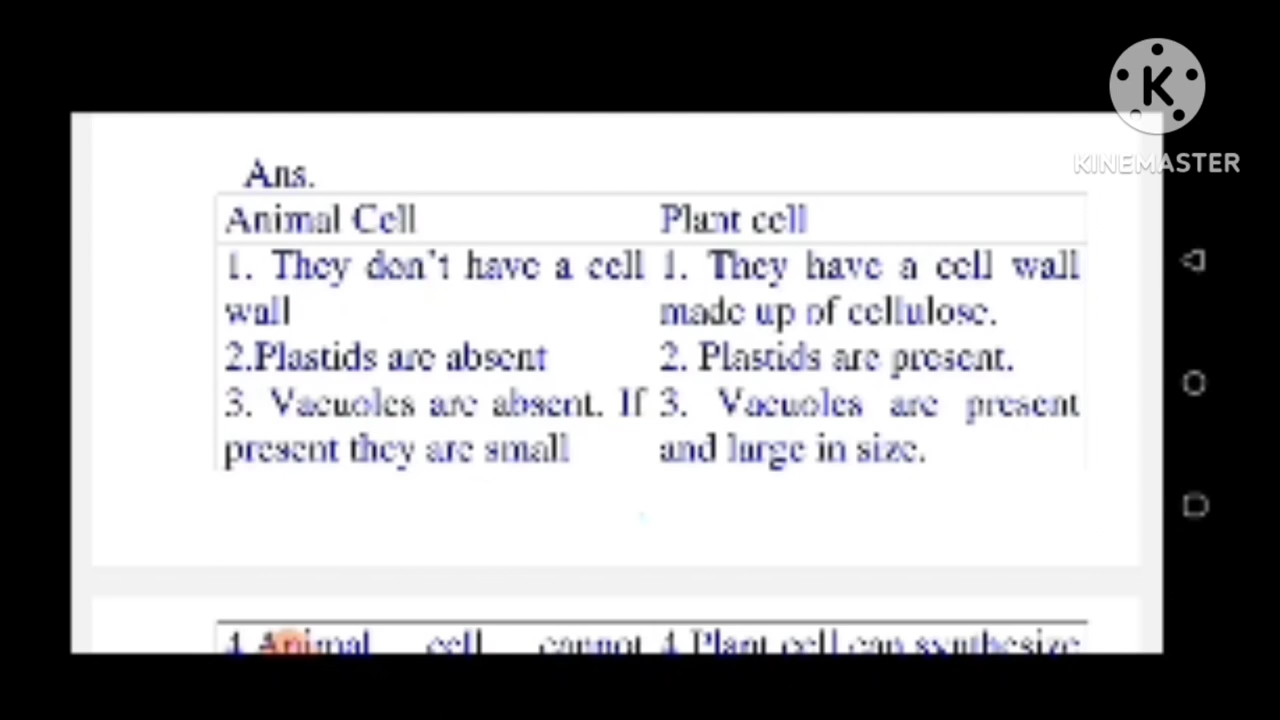 KINEMASTER
Ans.
Animal Cell Plant cell
1. They don't have a cell 1. They have a cell wall
wall made up of cellulose.
2.Plastids are absent 2. Plastids are present.
3. Vacuoles are absent. If 3. Vacuoles are present
present they are small and large in size.
4 Animal cell cannot 4 Plant cell can synthesize